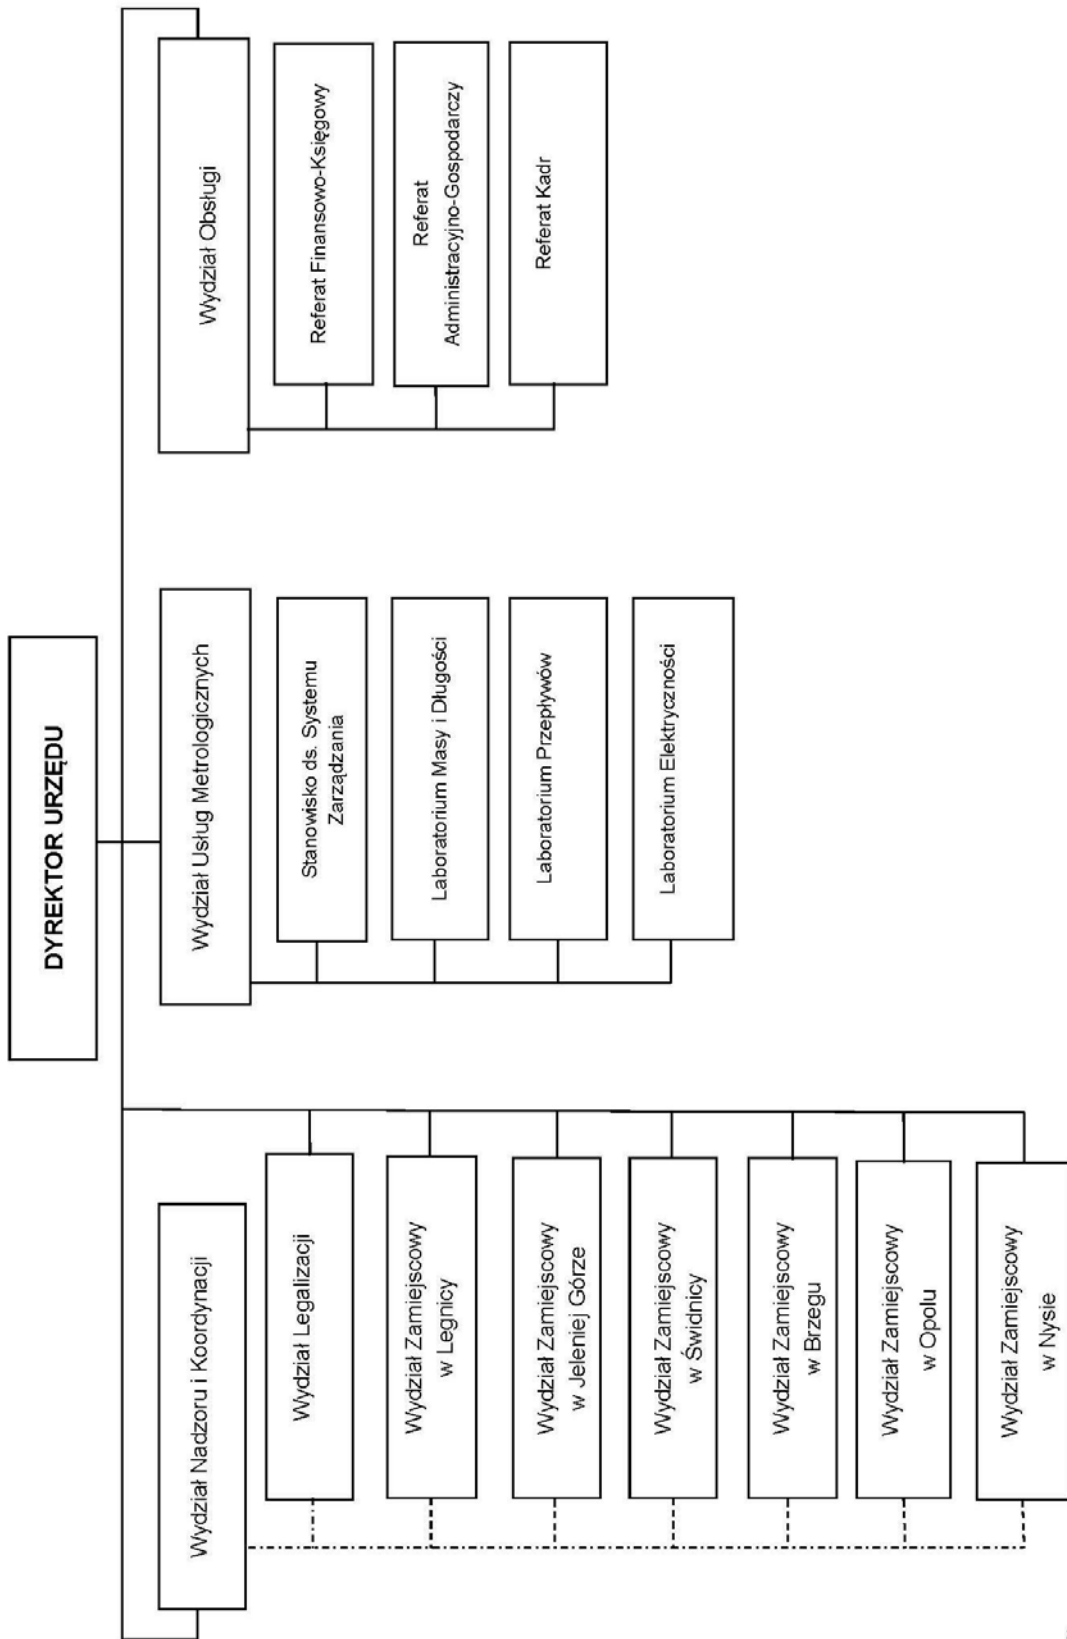 DYREKTOR URZĘDU
Wydział Nadzoru i Koordynacji
Wydział Legalizacji
Wydział Zamiejscowy
w Legnicy
Wydział Zamiejscowy
w Jeleniej Górze
Wydział Zamiejscowy
w Świdnicy
Wydział Zamiejscowy
w Brzegu
Wydział Zamiejscowy
w Opolu
Wydział Zamiejscowy
w Nysie
Wydział Usług Metrologicznych
Stanowisko ds. Systemu
Zarządzania
Laboratorium Masy i Długości
Laboratorium Przepływów
Laboratorium Elektryczności
Wydział Obsługi
Referat Finansowo-Księgowy
Referat
Administracyjno-Gospodarczy
Referat Kadr